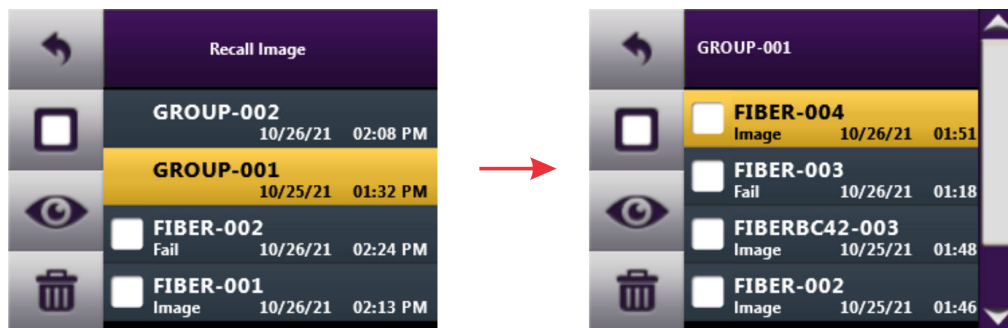 Recall Image
GROUP-002
10/26/21 02:08 PM
GROUP-001
10/25/21 01:32 PM
FIBER-002
Fail 10/26/21 02:24 PM
FIBER-001
Image 10/26/21 02:13 PM
GROUP-001
FIBER-004
Image 10/26/21 01:51
FIBER-003
Fail 10/26/21 01:18
FIBERBC42-003
Image 10/25/21 01:48
FIBER-002
Image 10/25/21 01:46